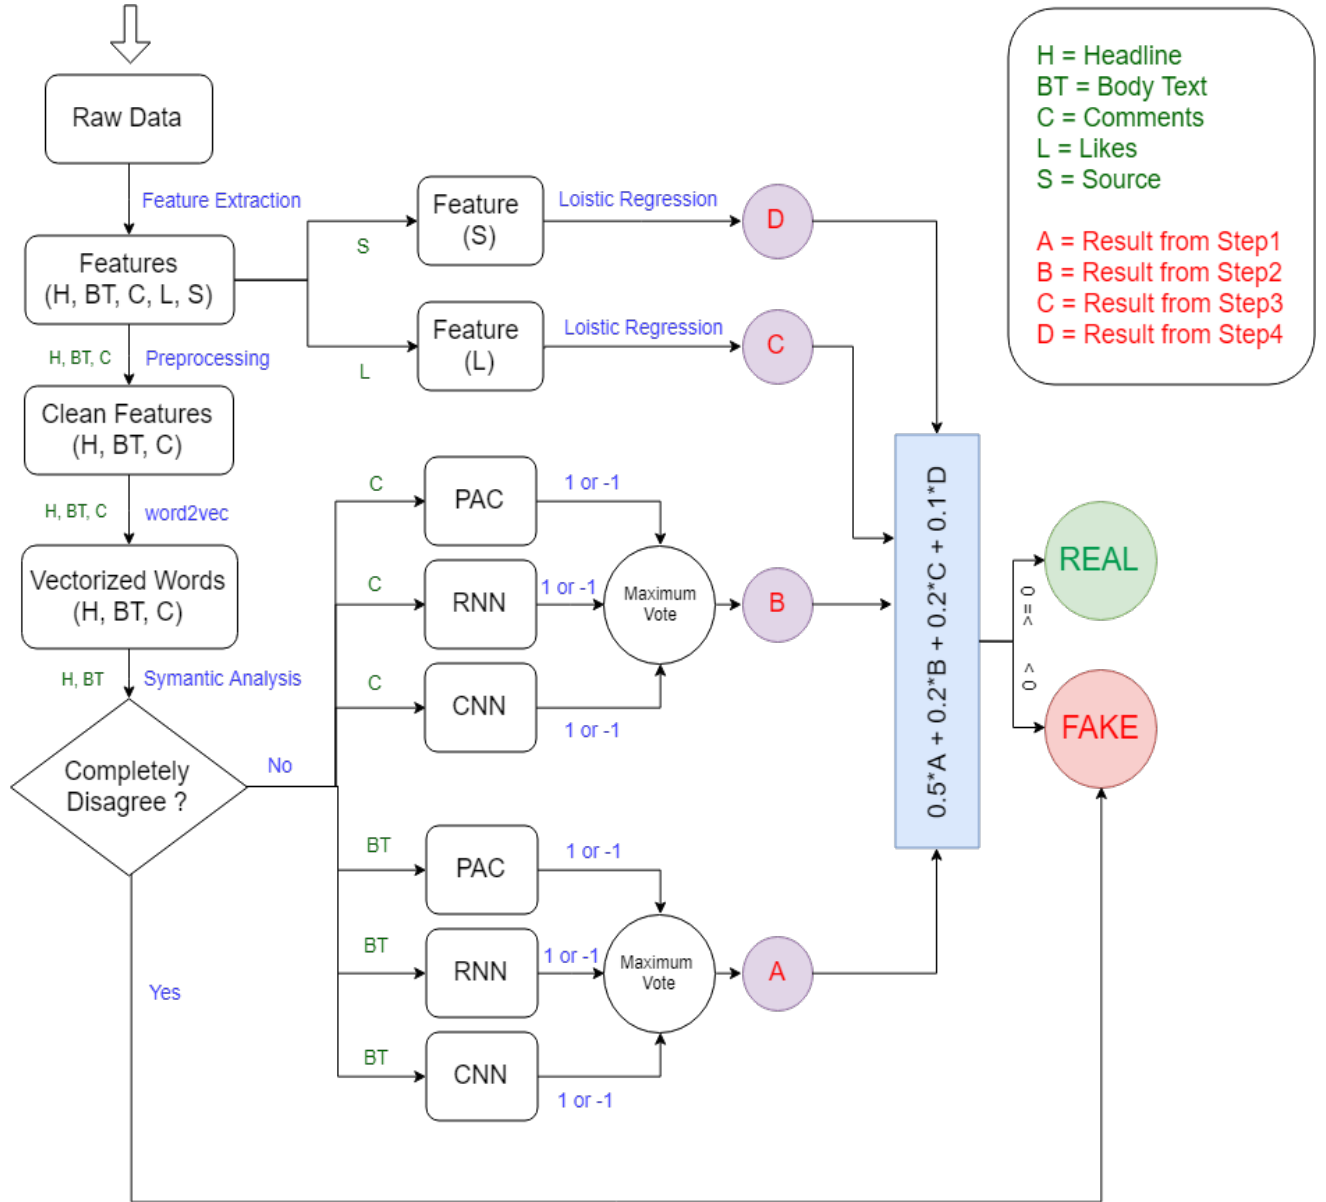 Raw Data
Feature Extraction
Features
(H, BT, C, L, S)
H, BT, C
Preprocessing
Clean Features
(H, BT, C)
H, BT, C
word2vec
Vectorized Words
(H, BT, C)
H, BT
Symantic Analysis
Completely
Disagree ?
No
Yes
S
Feature
(S)
Loistic Regression
D
L
Feature
(L)
Loistic Regression
C
C
PAC
1 or -1
C
RNN
1 or -1
C
CNN
1 or -1
Maximum
Vote
B
BT
PAC
1 or -1
BT
RNN
1 or -1
BT
CNN
1 or -1
Maximum
Vote
A
0.5*A + 0.2*B + 0.2*C + 0.1*D
>=0
< 0
REAL
FAKE
H = Headline
BT = Body Text
C = Comments
L = Likes
S = Source
A = Result from Step1
B = Result from Step2
C = Result from Step3
D = Result from Step4